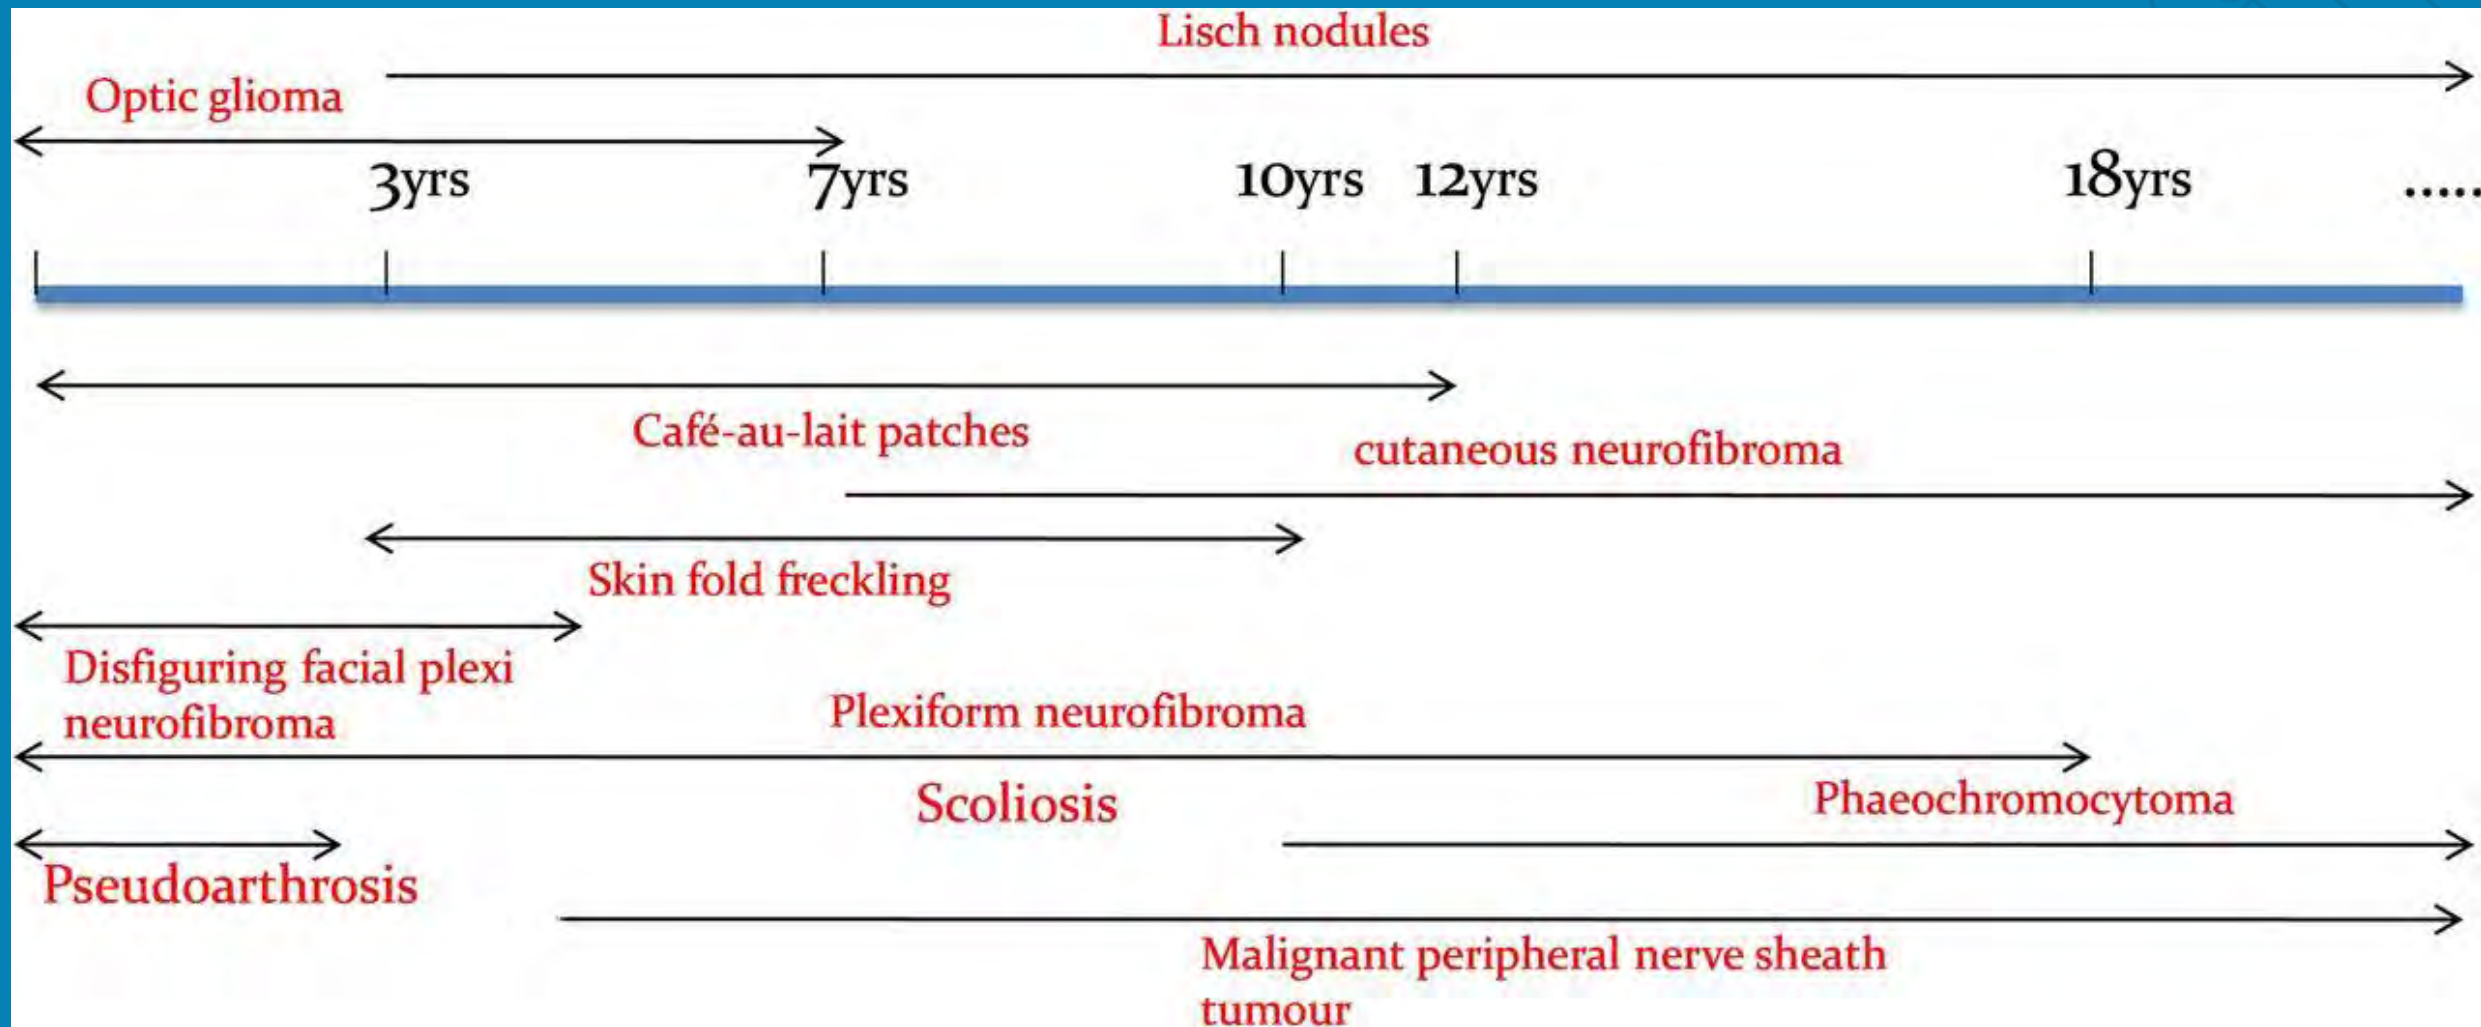 Lisch nodules
Optic glioma
3yrs 7yrs 10yrs 12yrs 18yrs .....
Café-au-lait patches
cutaneous neurofibroma
Skin fold freckling
Disfiguring facial plexi
neurofibroma
Plexiform neurofibroma
Scoliosis
Phaeochromocytoma
Pseudoarthrosis
Malignant peripheral nerve sheath
tumour